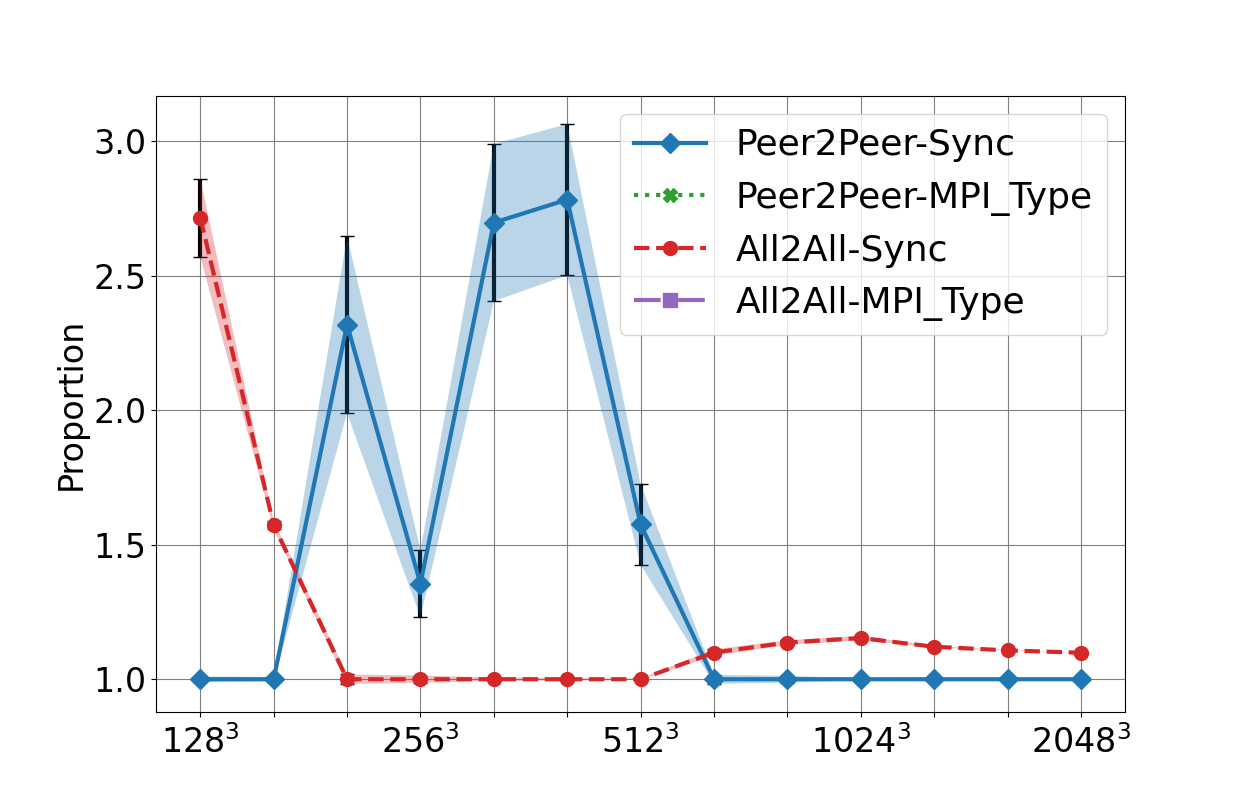 3.0
2.5
2.0
1.5
1.0
Proportion
Peer2Peer-Sync
Peer2Peer-MPI_Type
All2All-Sync
All2All-MPI_Type
128³ 256³ 512³ 1024³ 2048³